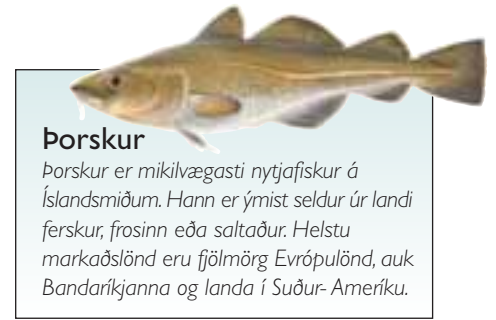 Þorskur
Þorskur er mikilvægasti nytjafiskur á
Íslandsmiðum. Hann er ýmist seldur úr landi
ferskur, frosinn eða saltaður. Helstu
markaðslönd eru fjölmörg Evrópulönd, auk
Bandaríkjanna og landa í Suður- Ameríku.